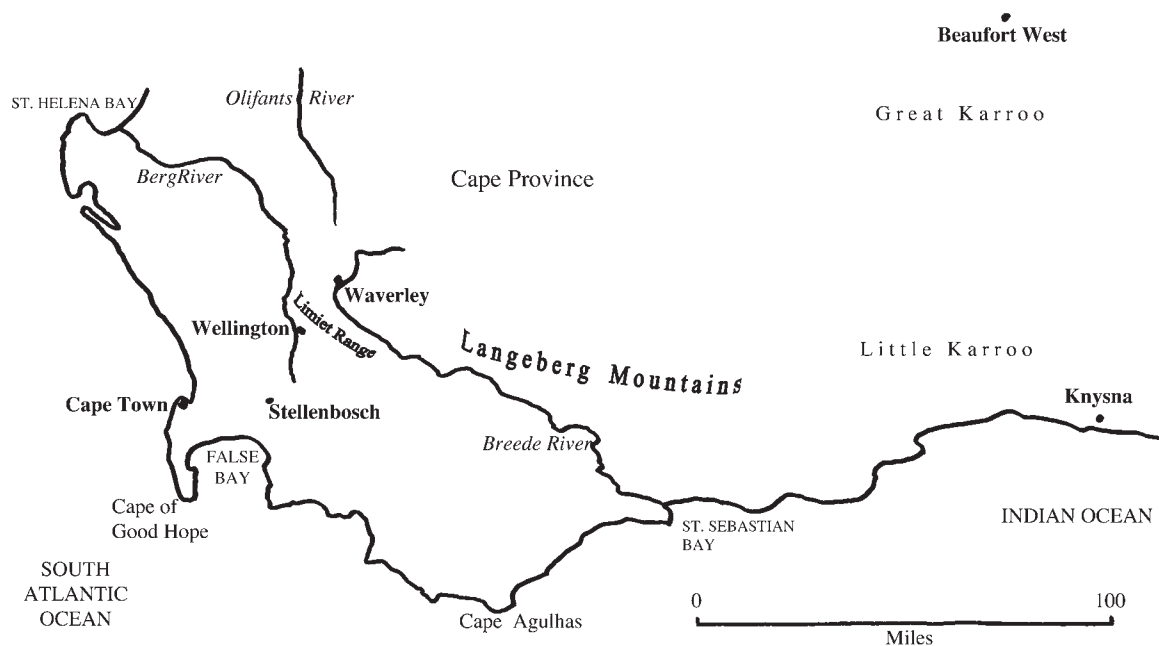 Beaufort West
ST. HELENA BAY
Olifants River
Great Karroo
BergRiver
Cape Province
Waverley
Limiet Range
Wellington
Langeberg Mountains
Little Karroo
Knysna
Cape Town
Stellenbosch
Breede River
FALSE
BAY
Cape of
Good Hope
ST. SEBASTIAN
BAY
INDIAN OCEAN
SOUTH
ATLANTIC
OCEAN
Cape Agulhas
0 100
Miles